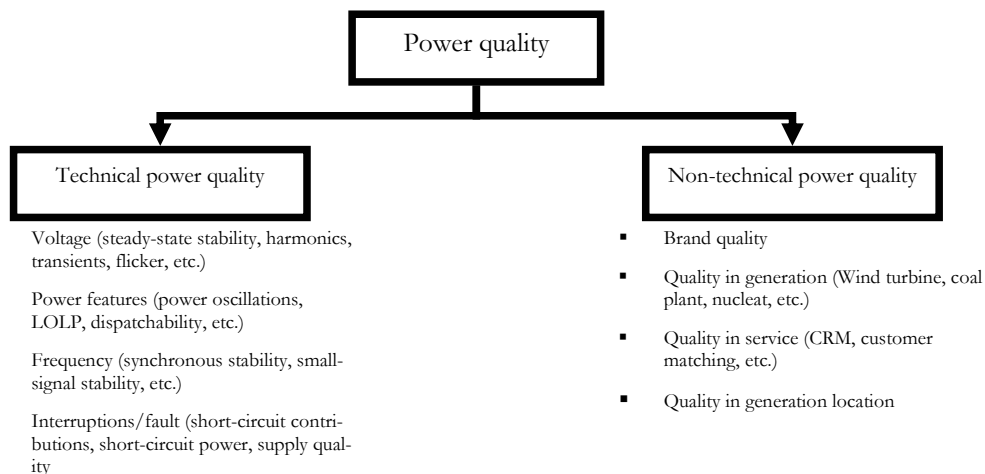 Power quality
Technical power quality
Voltage (steady-state stability, harmonics,
transients, flicker, etc.)
Power features (power oscillations,
LOLP, dispatchability, etc.)
Frequency (synchronous stability, small-
signal stability, etc.)
Interruptions/fault (short-circuit contri-
butions, short-circuit power, supply qual-
ity
Non-technical power quality
▪ Brand quality
▪ Quality in generation (Wind turbine, coal
plant, nucleat, etc.)
▪ Quality in service (CRM, customer
matching, etc.)
▪ Quality in generation location